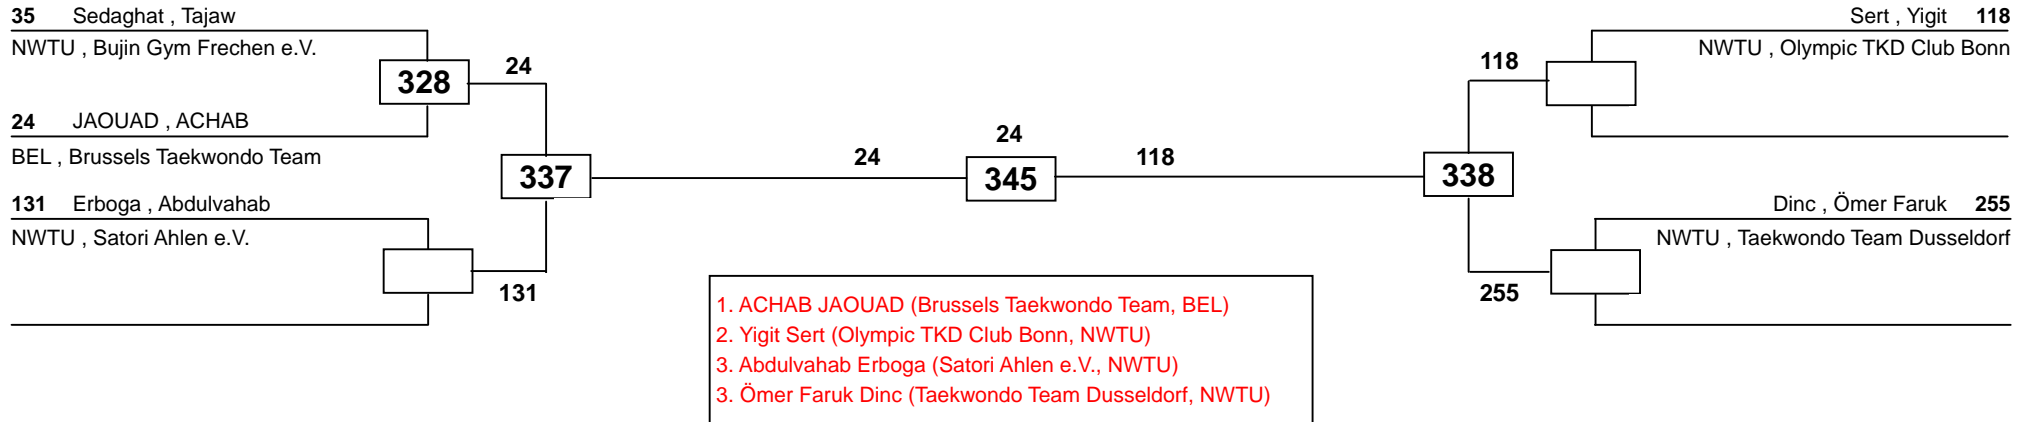 35 Sedaghat , Tajaw
NWTU , Bujin Gym Frechen e.V.
328
24
24 JAOUAD , ACHAB
BEL , Brussels Taekwondo Team
337
131 Erboga , Abdulvahab
NWTU , Satori Ahlen e.V.
131
24
24
345
118
Sert , Yigit 118
NWTU , Olympic TKD Club Bonn
118
338
Dinc , Ömer Faruk 255
NWTU , Taekwondo Team Dusseldorf
255
1. ACHAB JAOUAD (Brussels Taekwondo Team, BEL)
2. Yigit Sert (Olympic TKD Club Bonn, NWTU)
3. Abdulvahab Erboga (Satori Ahlen e.V., NWTU)
3. Ömer Faruk Dinc (Taekwondo Team Dusseldorf, NWTU)